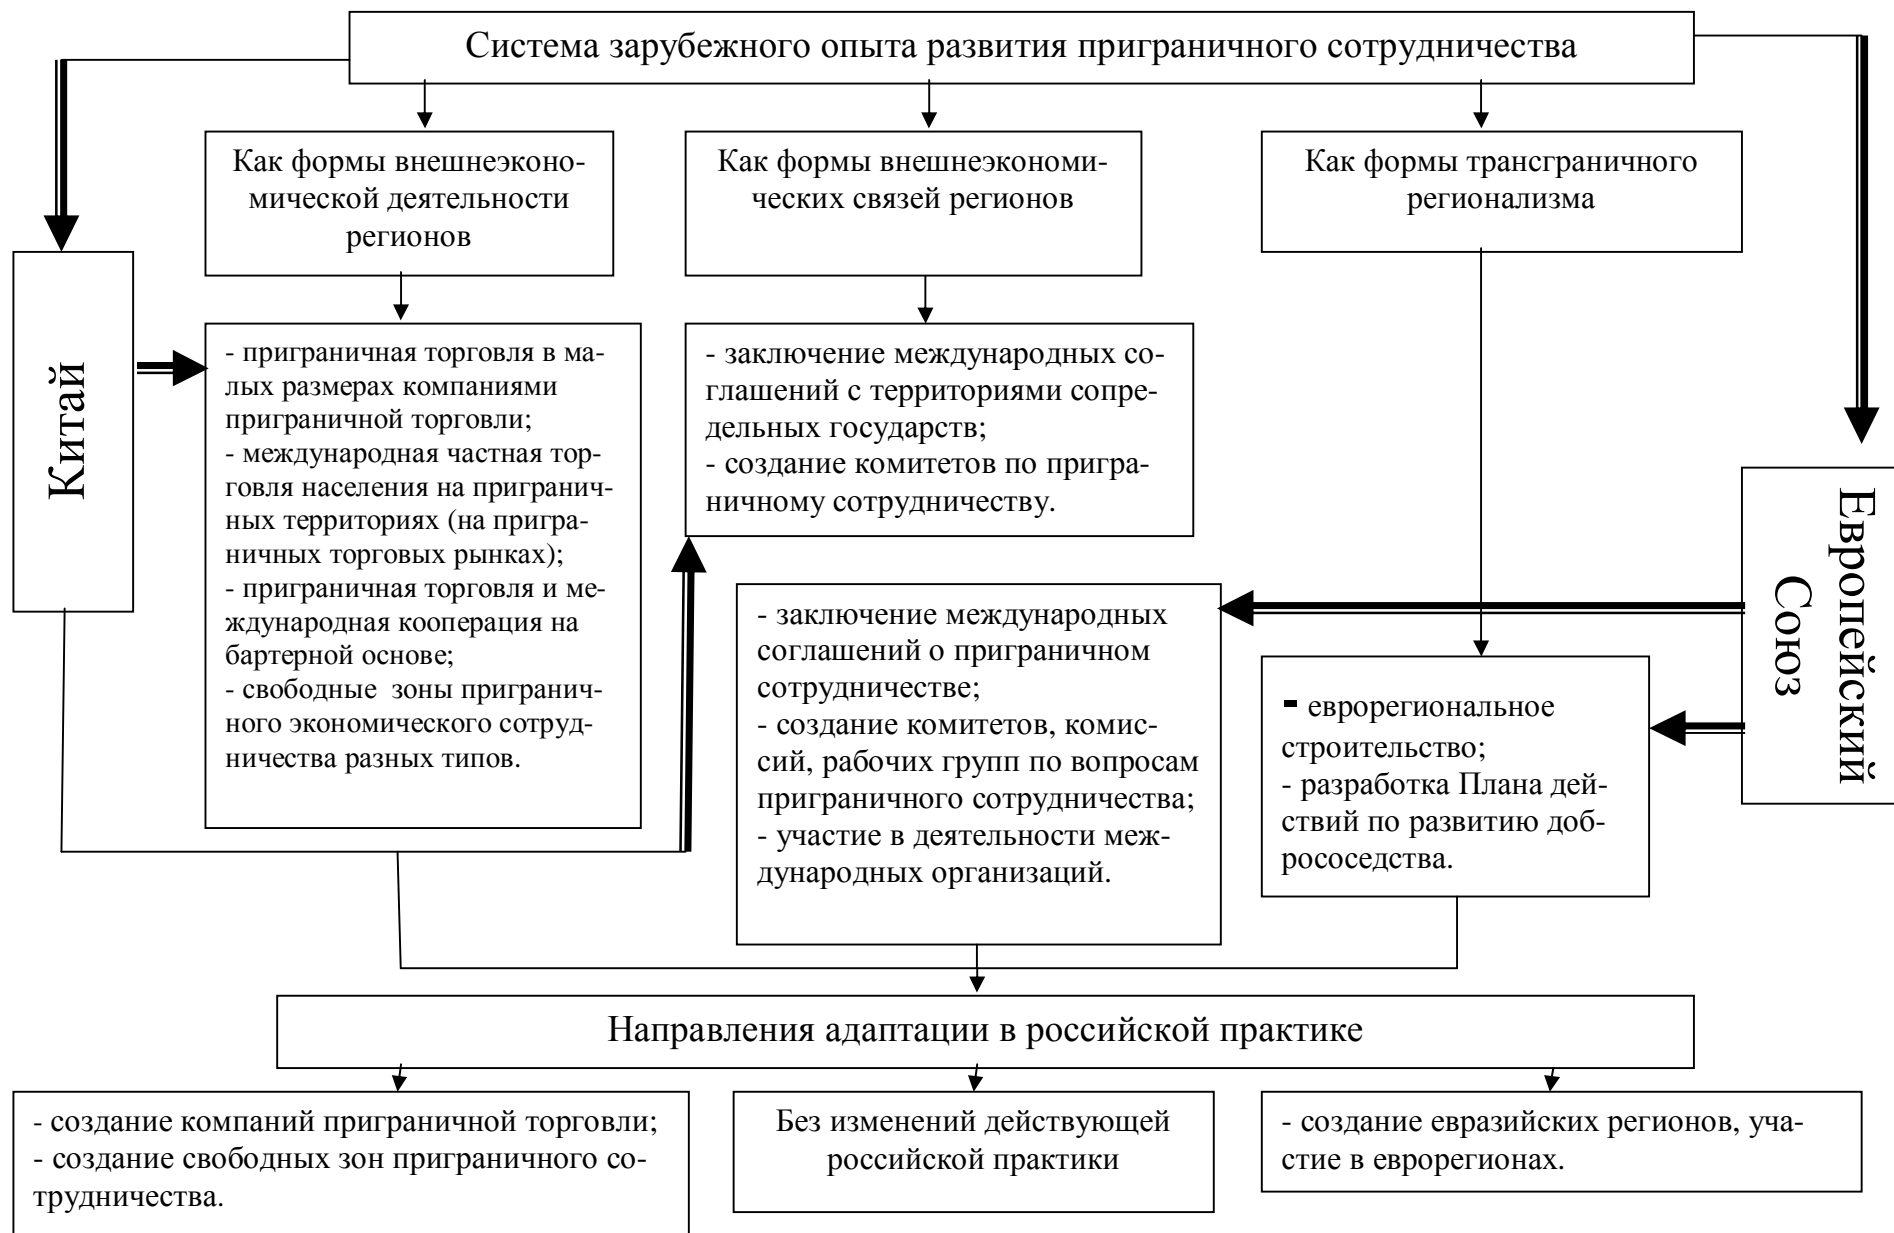 Система зарубежного опыта развития приграничного сотрудничества
Как формы внешнеэконо-
мической деятельности
регионов
Как формы внешнеэкономи-
ческих связей регионов
Как формы трансграничного
регионализма
Китай
- приграничная торговля в ма-
лых размерах компаниями
приграничной торговли;
- международная частная тор-
говля населения на приграნич-
ных территориях (на пригра-
ничных торговых рынках);
- приграничная торговля и ме-
ждународная кооперация на
бартерной основе;
- свободные зоны пригранич-
ного экономического сотруд-
ничества разных типов.
- заключение международных со-
глашений с территориями сопре-
дельных государств;
- создание комитетов по пригра-
ничному сотрудничеству.
- заключение международных
соглашений о приграничном
сотрудничестве;
- создание комитетов, комис-
сий, рабочих групп по вопросам
приграничного сотрудничества;
- участие в деятельности меж-
дународных организаций.
- еврорегиональное
строительство;
- разработка Плана дей-
ствий по развитию доб-
рососедства.
Европейский
Союз
Направления адаптации в российской практике
- создание компаний приграничной торговли;
- создание свободных зон приграничного со-
трудничества.
Без изменений действующей
российской практики
- создание евразийских регионов, уча-
стие в еврорегионах.